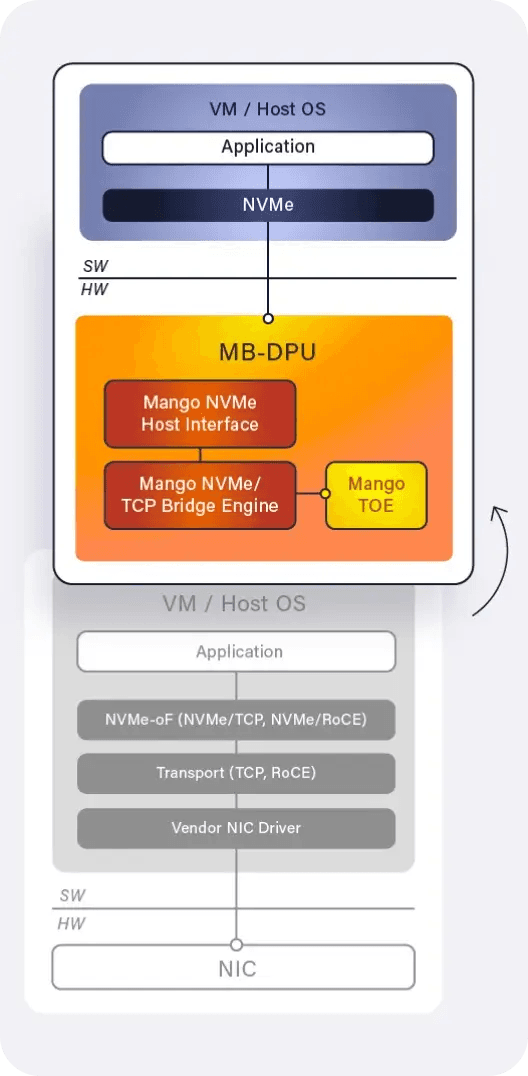 VM / Host OS
Application
NVMe
SW
HW
MB-DPU
Mango NVMe
Host Interface
Mango NVMe/
TCP Bridge Engine
Mango
TOE
VM / Host OS
Application
NVMe-oF (NVMe/TCP, NVMe/RoCE)
Transport (TCP, RoCE)
Vendor NIC Driver
SW
HW
NIC